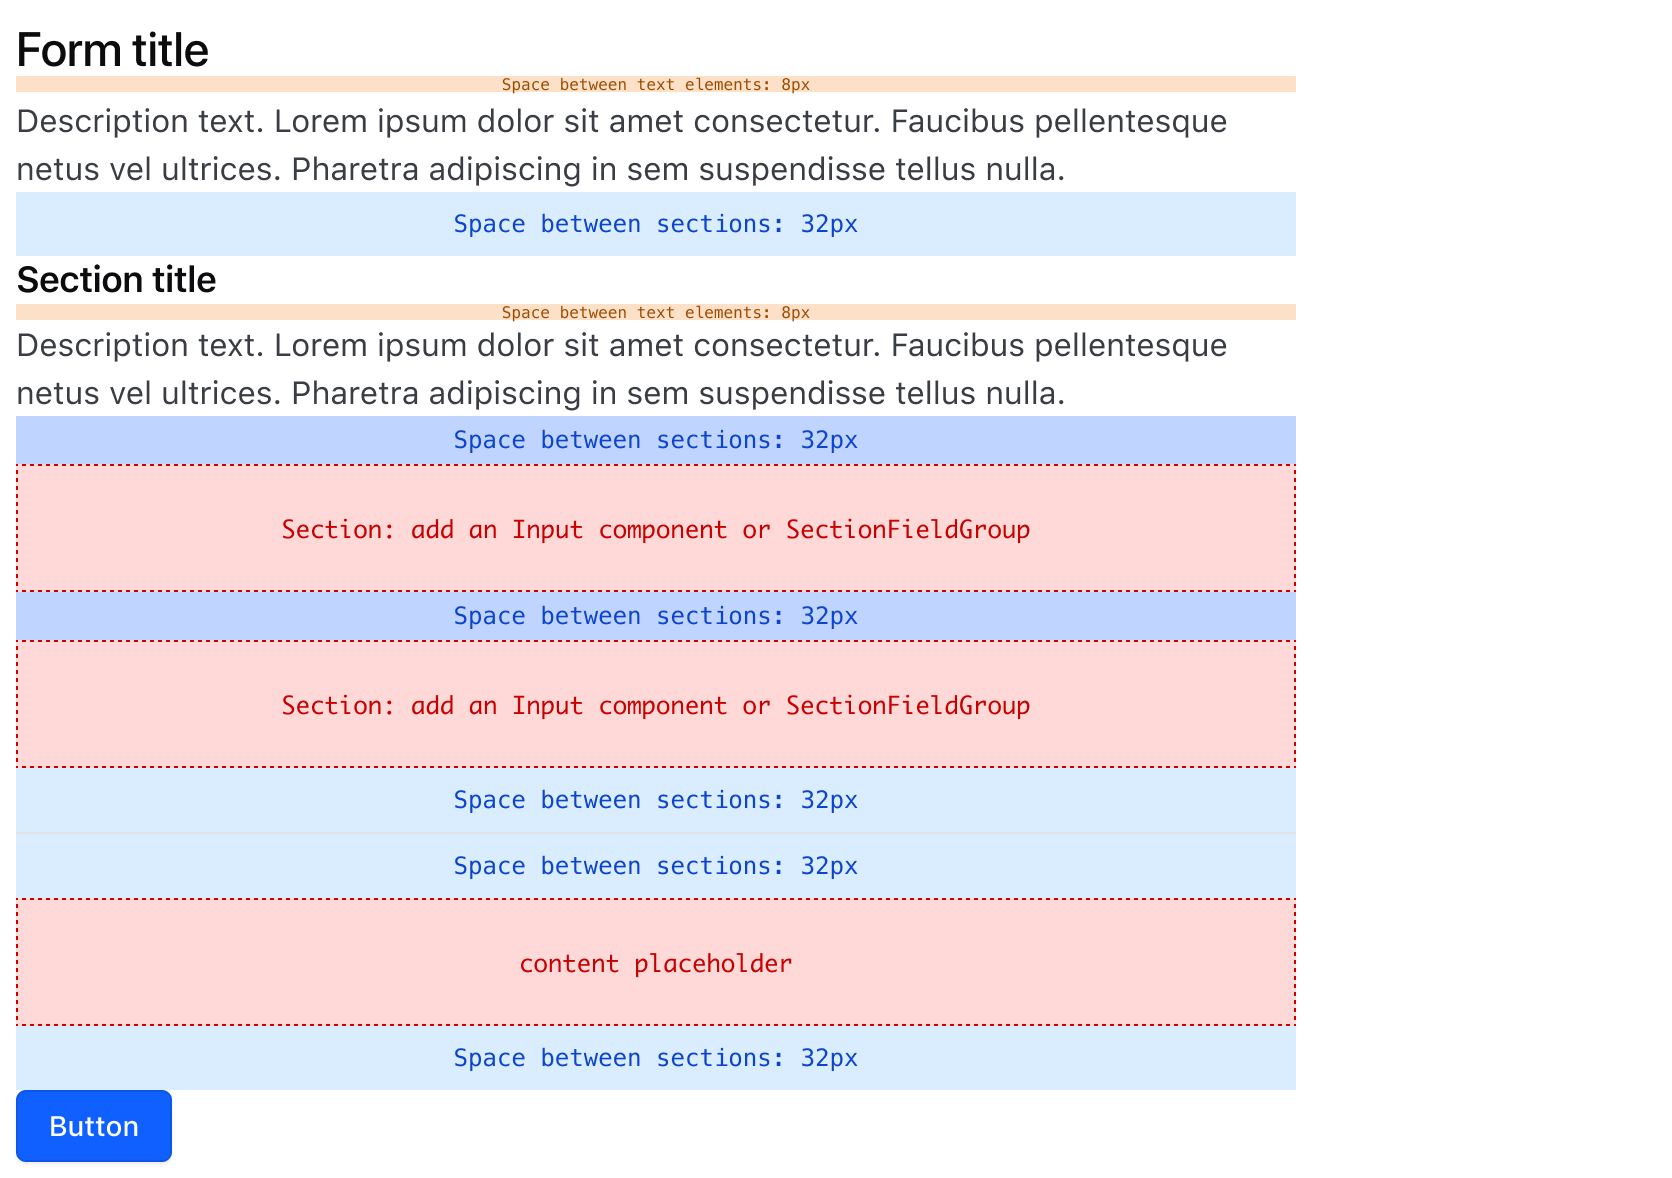 Form title
Space between text elements: 8px
Description text. Lorem ipsum dolor sit amet consectetur. Faucibus pellentesque
netus vel ultrices. Pharetra adipiscing in sem suspendisse tellus nulla.
Space between sections: 32px
Section title
Space between text elements: 8px
Description text. Lorem ipsum dolor sit amet consectetur. Faucibus pellentesque
netus vel ultrices. Pharetra adipiscing in sem suspendisse tellus nulla.
Space between sections: 32px
Section: add an Input component or SectionFieldGroup
Space between sections: 32px
Section: add an Input component or SectionFieldGroup
Space between sections: 32px
Space between sections: 32px
content placeholder
Space between sections: 32px
Button